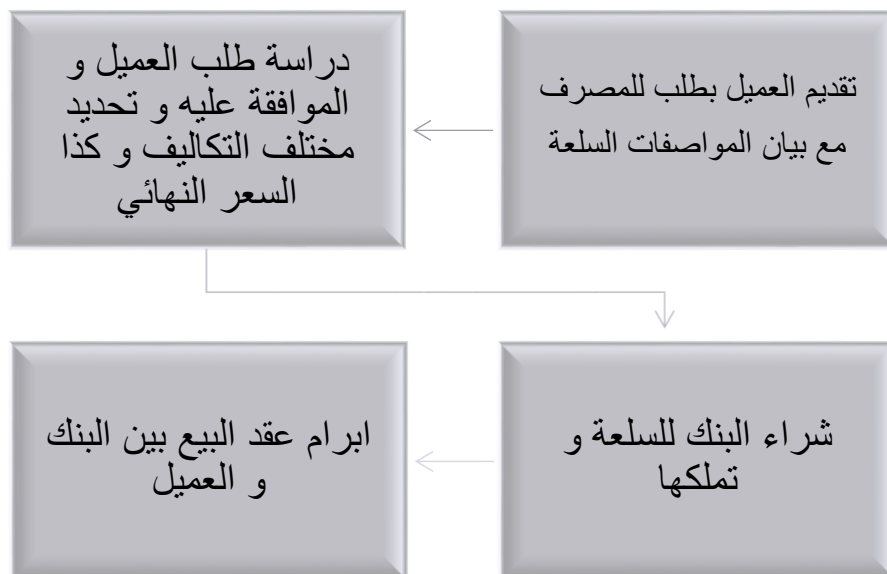 تقديم العميل بطلب للمصرف
مع بيان المواصفات السلعة
دراسة طلب العميل و
الموافقة عليه و تحديد
مختلف التكاليف و كذا
السعر النهائي
شراء البنك للسلعة و
تملكها
ابرام عقد البيع بين البنك
و العميل